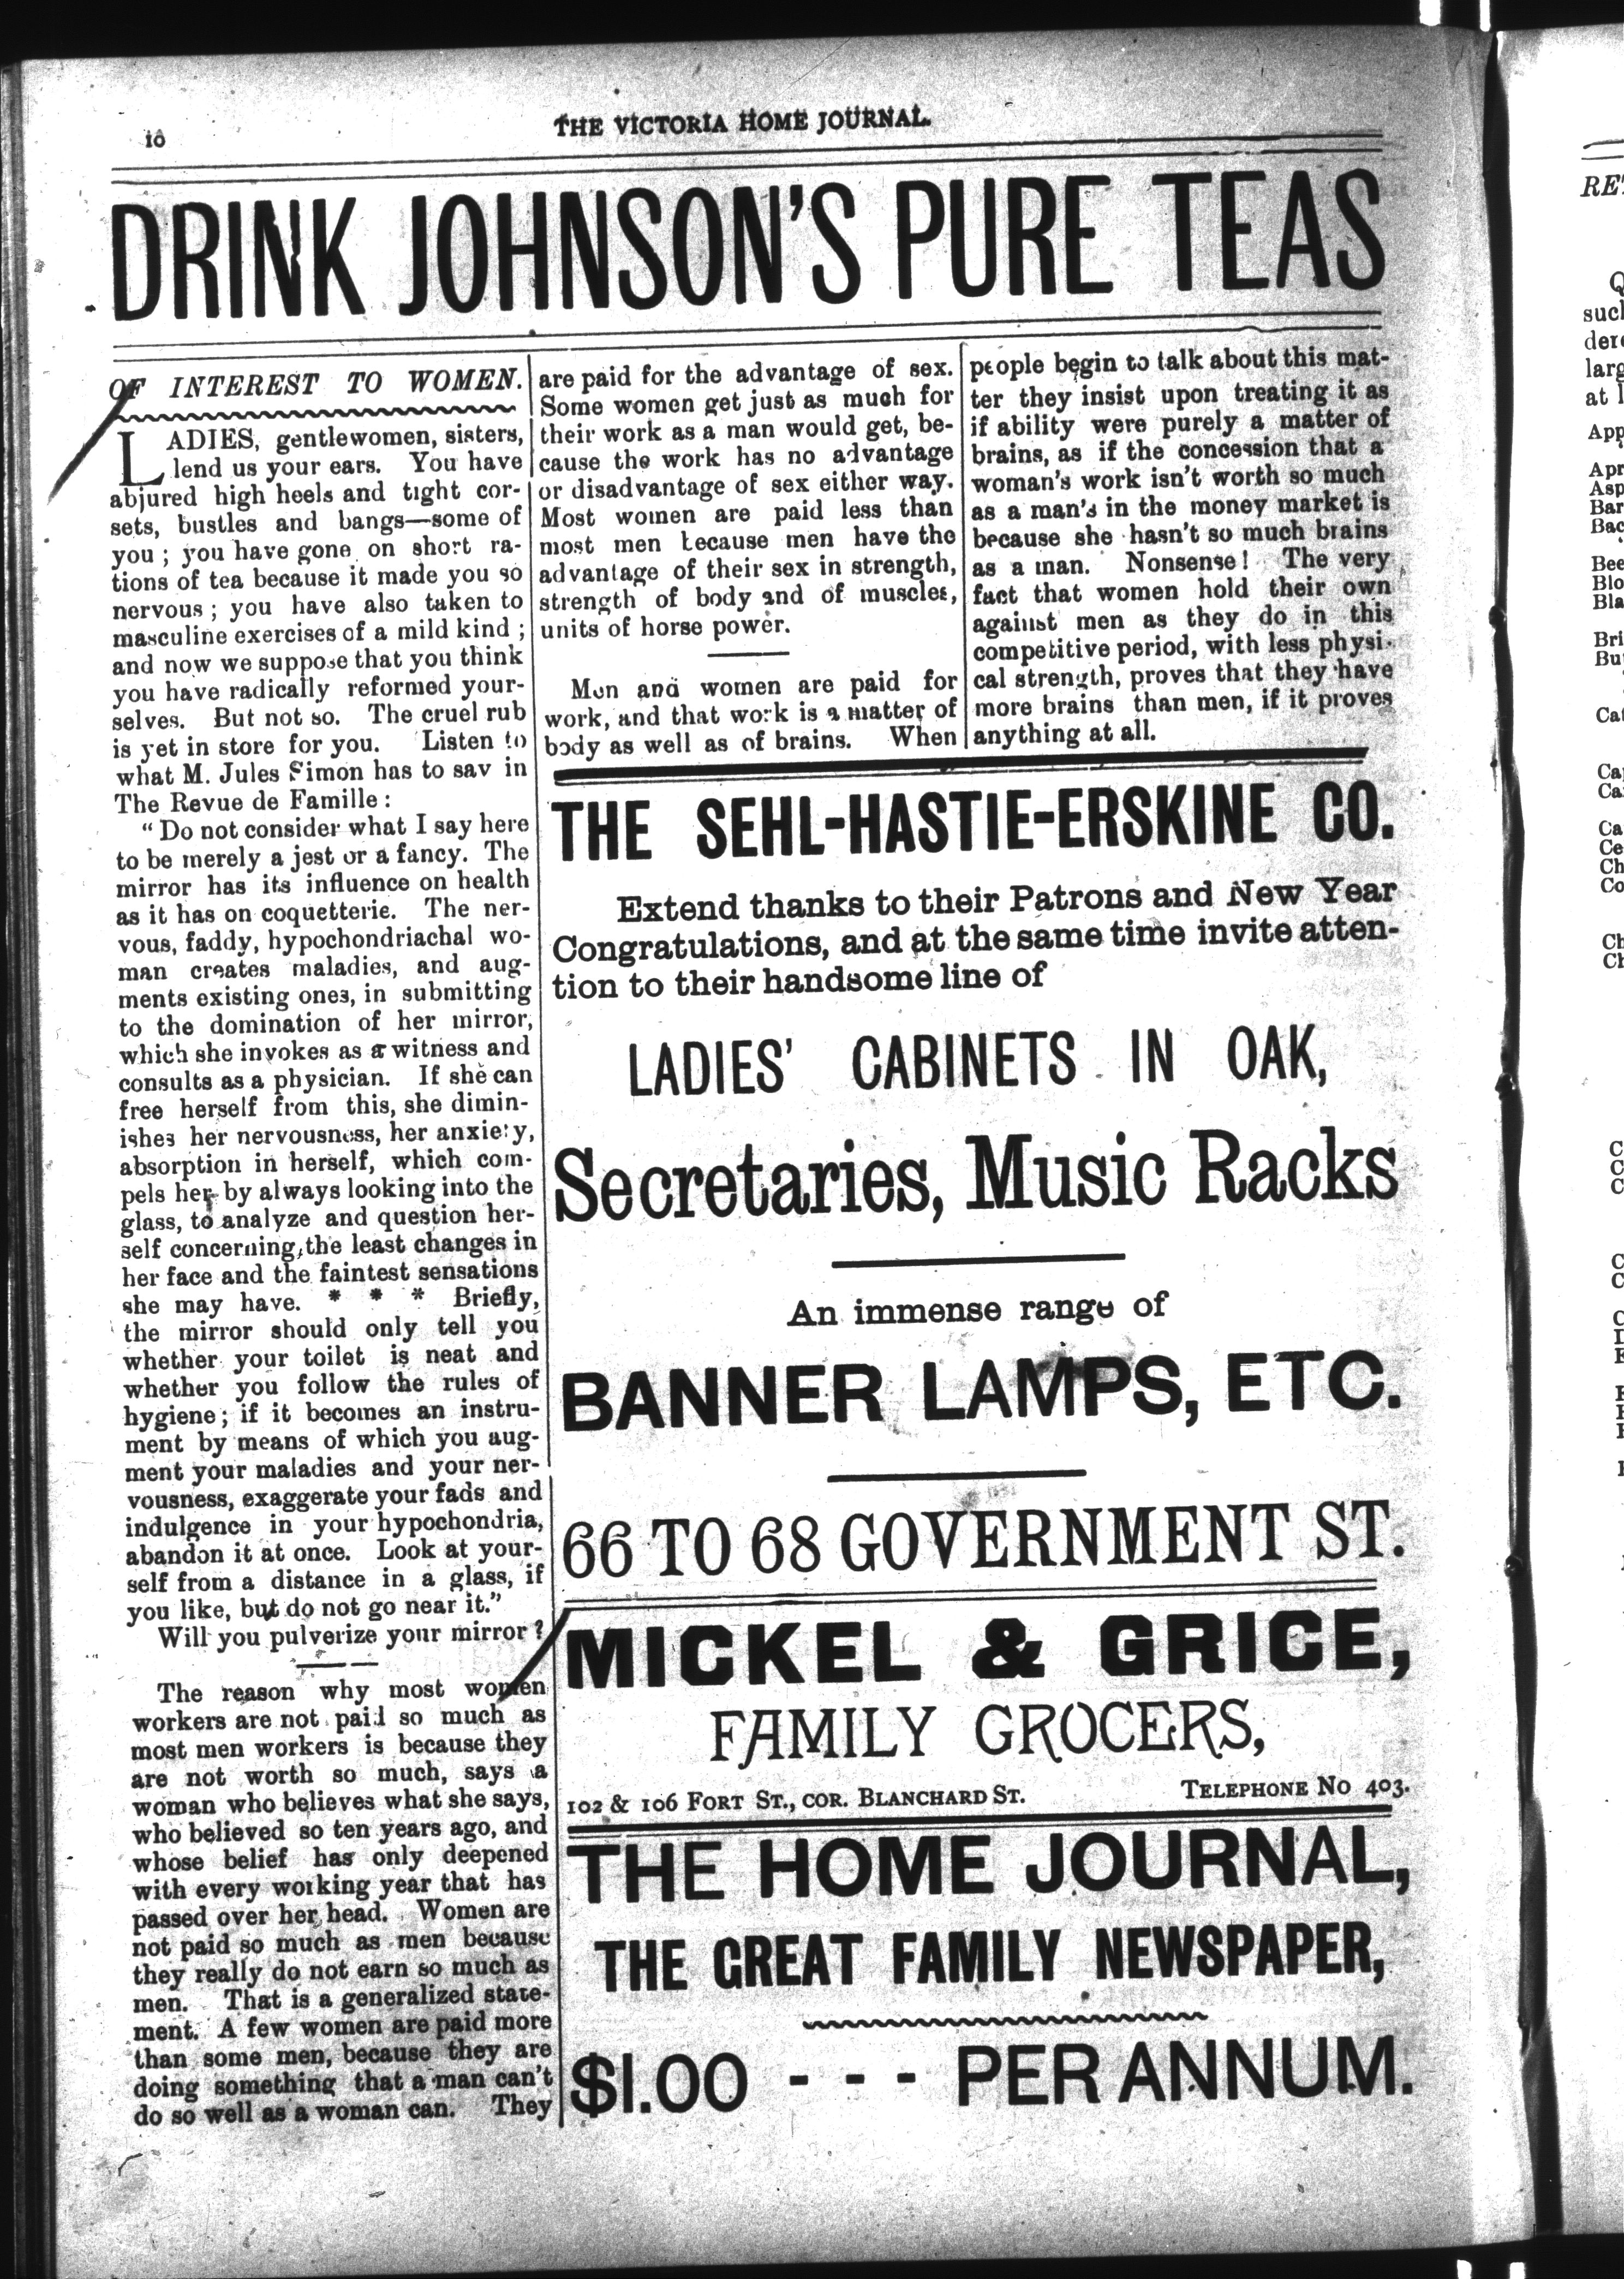 10
THE VICTORIA HOME JOURNAL.
DRINK JOHNSON'S PURE TEAS
OF INTEREST TO WOMEN.
LADIES, gentlewomen, sisters,
lend us your ears. You have
abjured high heels and tight cor-
sets, bustles and bangs—some of
you; you have gone on short ra-
tions of tea because it made you so
nervous; you have also taken to
masculine exercises of a mild kind;
and now we suppose that you think
you have radically reformed your-
selves. But not so. The cruel rub
is yet in store for you. Listen to
what M. Jules Simon has to say in
The Revue de Famille:
"Do not consider what I say here
to be merely a jest or a fancy. The
mirror has its influence on health
as it has on coquetterie. The ner-
vous, faddy, hypochondriachal wo-
man creates maladies, and aug-
ments existing ones, in submitting
to the domination of her mirror,
which she invokes as a witness and
consults as a physician. If she can
free herself from this, she dimin-
ishes her nervousness, her anxiety,
absorption in herself, which com-
pels her by always looking into the
glass, to analyze and question her-
self concerning the least changes in
her face and the faintest sensations
she may have. * * * Briefly,
the mirror should only tell you
whether your toilet is neat and
whether you follow the rules of
hygiene; if it becomes an instru-
ment by means of which you aug-
ment your maladies and your ner-
vousness, exaggerate your fads and
indulgence in your hypochondria,
abandon it at once. Look at your-
self from a distance in a glass, if
you like, but do not go near it."
Will you pulverize your mirror?
The reason why most women
workers are not paid so much as
most men workers is because they
are not worth so much, says a
woman who believes what she says,
who believed so ten years ago, and
whose belief has only deepened
with every working year that has
passed over her head. Women are
not paid so much as men because
they really do not earn so much as
men. That is a generalized state-
ment. A few women are paid more
than some men, because they are
doing something that a man can't
do so well as a woman can. They
are paid for the advantage of sex.
Some women get just as much for
their work as a man would get, be-
cause the work has no advantage
or disadvantage of sex either way.
Most women are paid less than
most men because men have the
advantage of their sex in strength,
strength of body and of muscles,
units of horse power.
Men and women are paid for
work, and that work is a matter of
body as well as of brains. When
people begin to talk about this mat-
ter they insist upon treating it as
if ability were purely a matter of
brains, as if the concession that a
woman's work isn't worth so much
as a man's in the money market is
because she hasn't so much brains
as a man. Nonsense! The very
fact that women hold their own
against men as they do in this
competitive period, with less physi-
cal strength, proves that they have
more brains than men, if it proves
anything at all.
THE SEHL-HASTIE-ERSKINE CO.
Extend thanks to their Patrons and New Year
Congratulations, and at the same time invite atten-
tion to their handsome line of
LADIES' CABINETS IN OAK,
Secretaries, Music Racks
An immense range of
BANNER LAMPS, ETC.
66 TO 68 GOVERNMENT ST.
MICKEL & GRICE,
FAMILY GROCERS,
102 & 106 FORT ST., COR. BLANCHARD ST. TELEPHONE NO 403.
THE HOME JOURNAL,
THE GREAT FAMILY NEWSPAPER,
$1.00 - - - PER ANNUM.